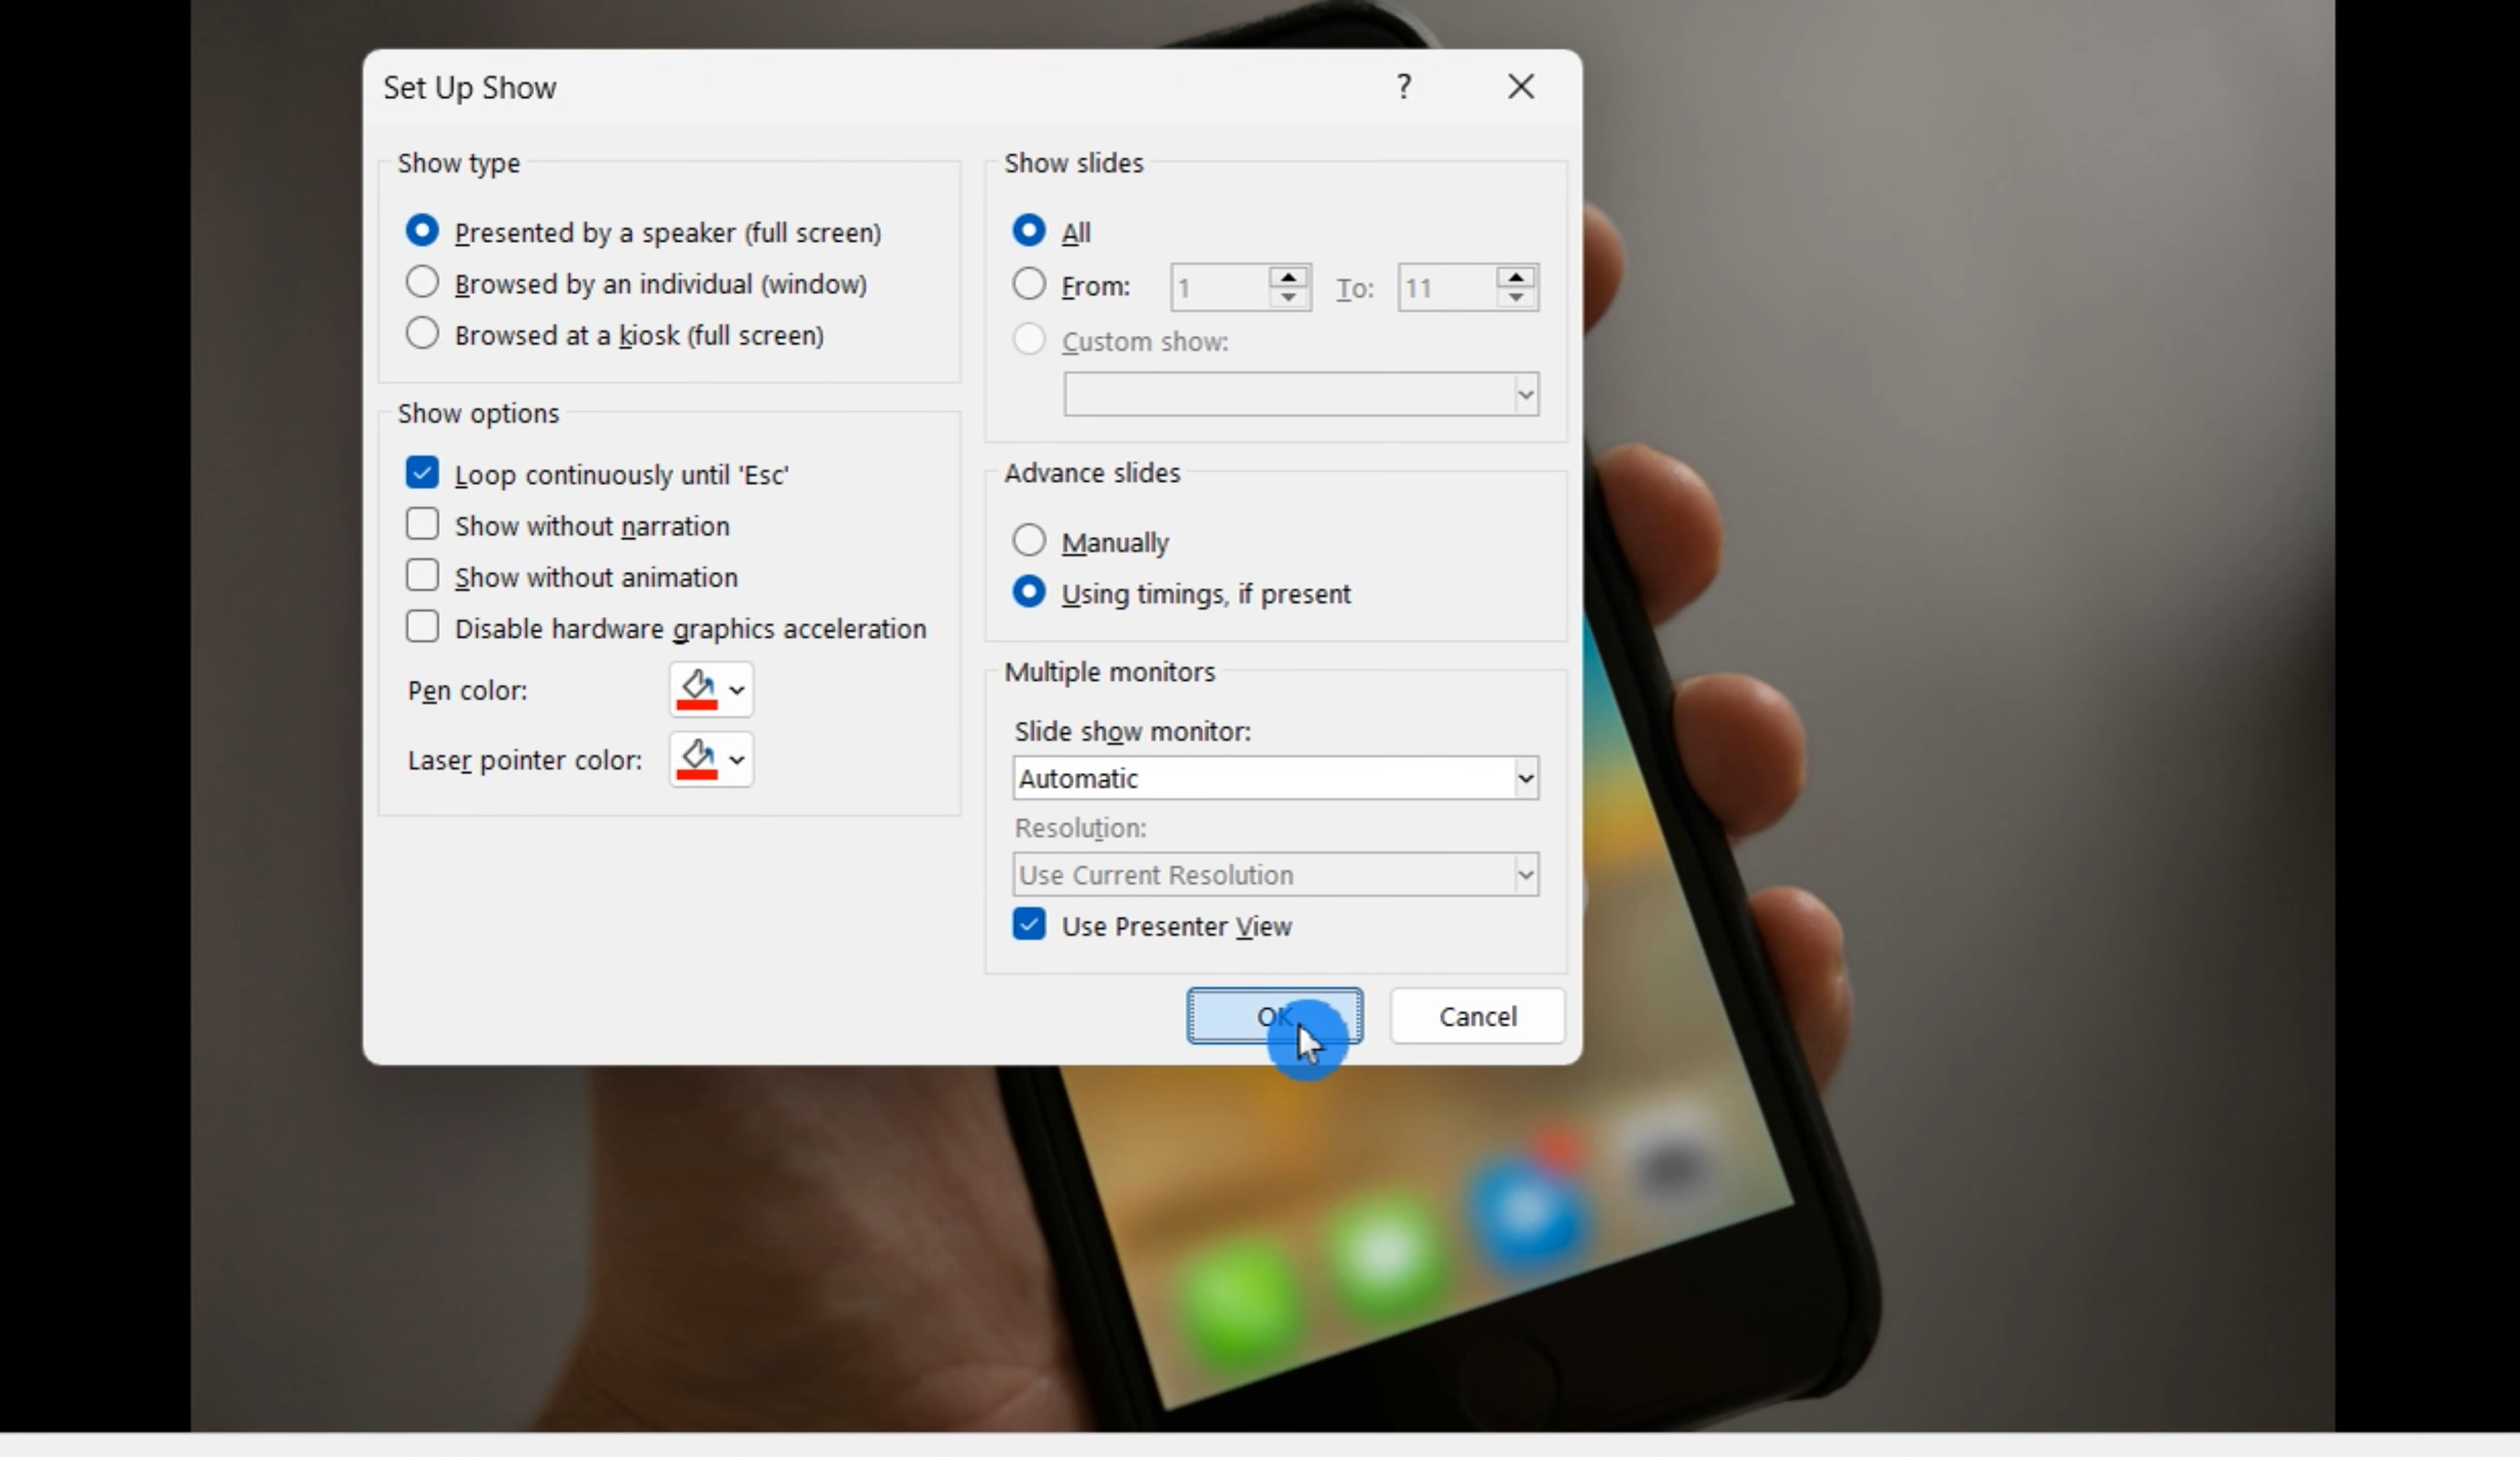 Set Up Show
?
Show type
Presented by a speaker (full screen)
Browsed by an individual (window)
Browsed at a kiosk (full screen)
Show options
Loop continuously until 'Esc'
Show without narration
Show without animation
Disable hardware graphics acceleration
Pen color:
Laser pointer color:
Show slides
All
From: 1 To: 11
Custom show:
Advance slides
Manually
Using timings, if present
Multiple monitors
Slide show monitor:
Automatic
Resolution:
Use Current Resolution
Use Presenter View
OK Cancel